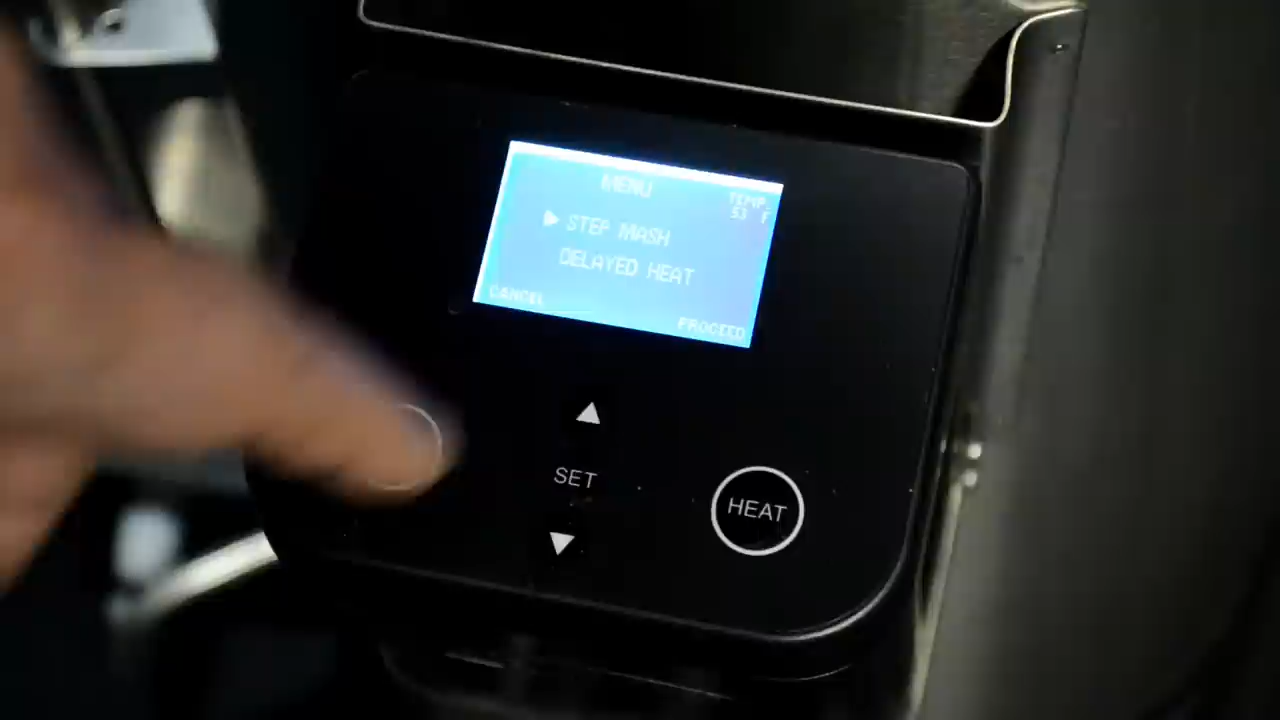 MENU
TEMP.
53 F
▶ STEP MASH
DELAYED HEAT
CANCEL
PROCEED
SET
HEAT